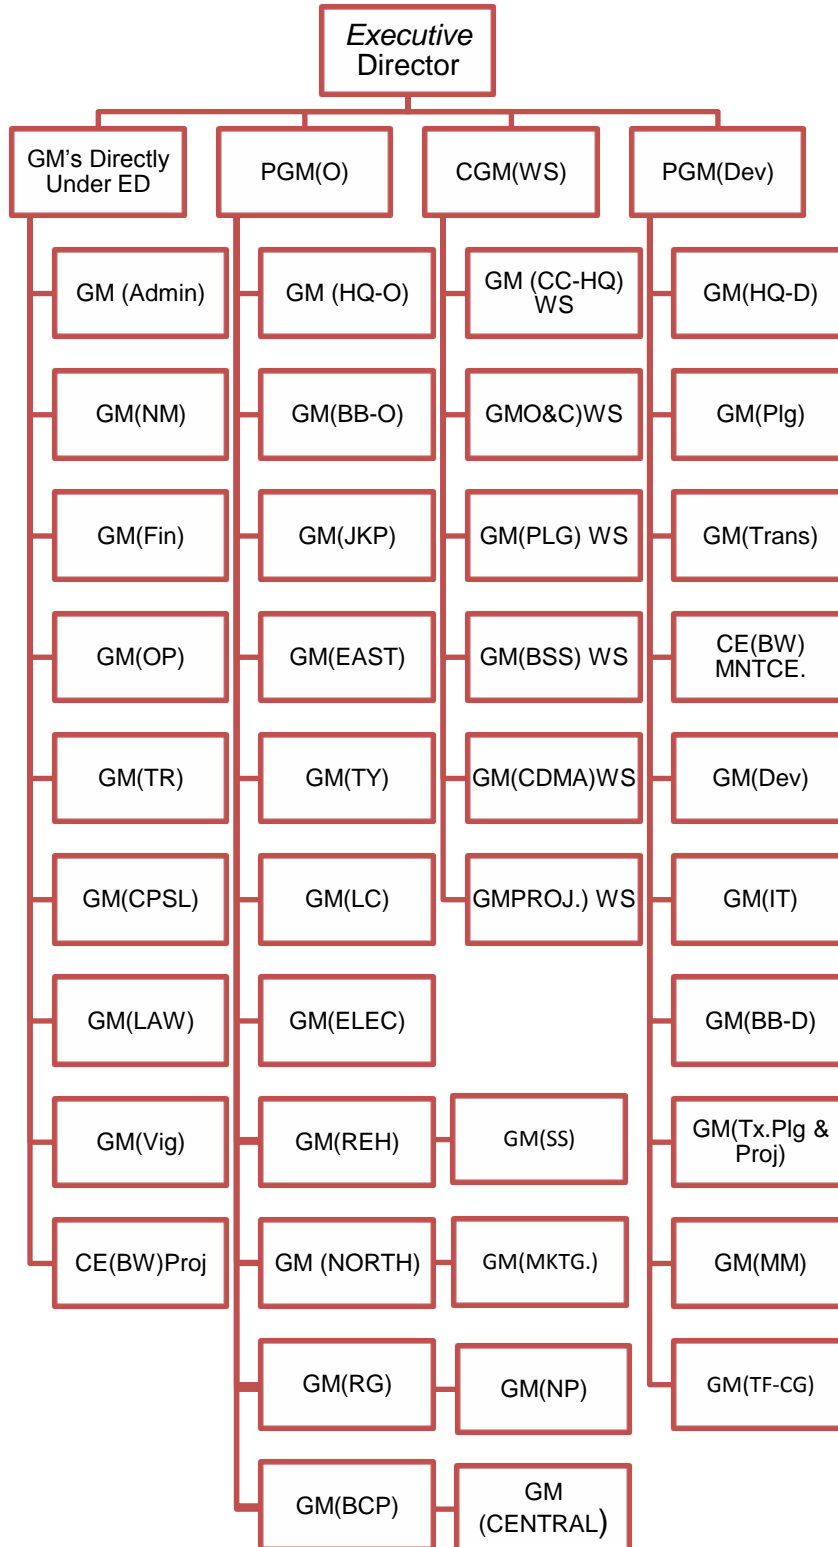 Executive
Director
GM's Directly
Under ED
PGM(O)
CGM(WS)
PGM(Dev)
GM (Admin)
GM (HQ-O)
GM (CC-HQ)
WS
GM(HQ-D)
GM(NM)
GM(BB-O)
GMO&C)WS
GM(Plg)
GM(Fin)
GM(JKP)
GM(PLG) WS
GM(Trans)
GM(OP)
GM(EAST)
GM(BSS) WS
CE(BW)
MNTCE.
GM(TR)
GM(TY)
GM(CDMA)WS
GM(Dev)
GM(CPSL)
GM(LC)
GMPROJ.) WS
GM(IT)
GM(LAW)
GM(ELEC)
GM(BB-D)
GM(Vig)
GM(REH)
GM(SS)
GM(Tx.Plg &
Proj)
CE(BW)Proj
GM (NORTH)
GM(MKTG.)
GM(MM)
GM(RG)
GM(NP)
GM(TF-CG)
GM(BCP)
GM
(CENTRAL)